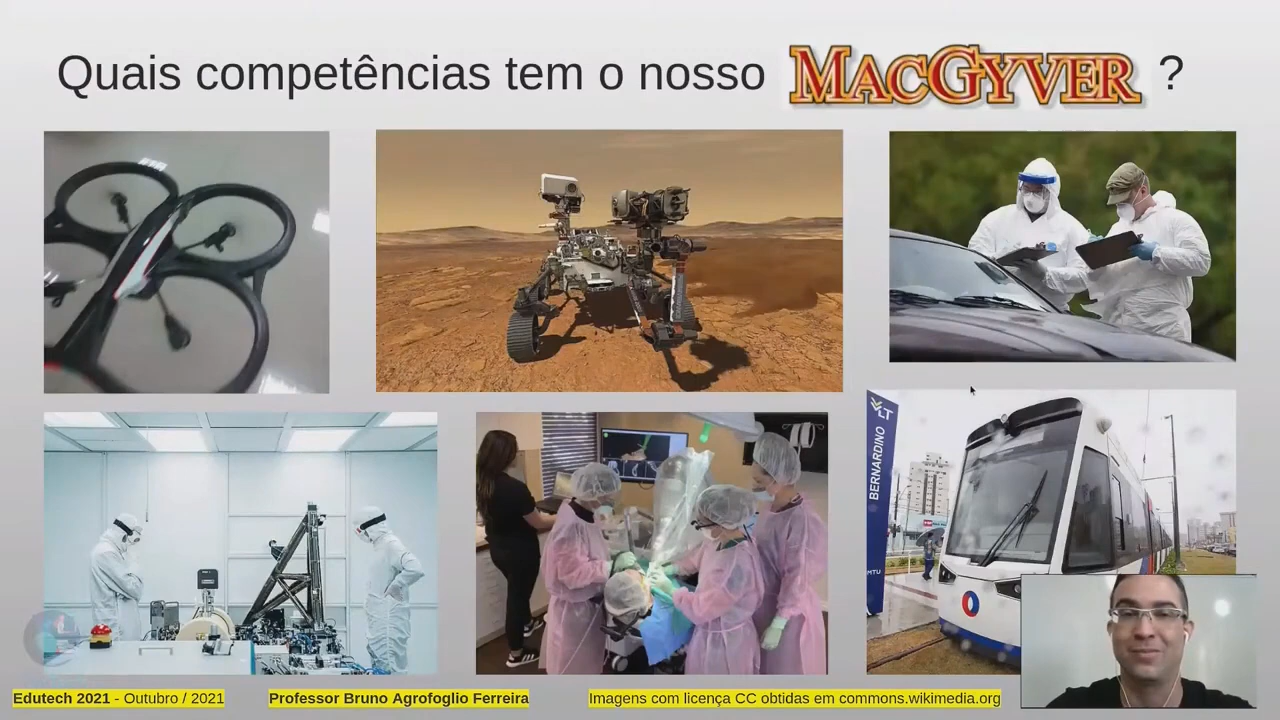 Quais competências tem o nosso MACGYVER ?
BERNARDINO
MTU
Edutech 2021 - Outubro / 2021
Professor Bruno Agrofoglio Ferreira
Imagens com licença CC obtidas em commons.wikimedia.org